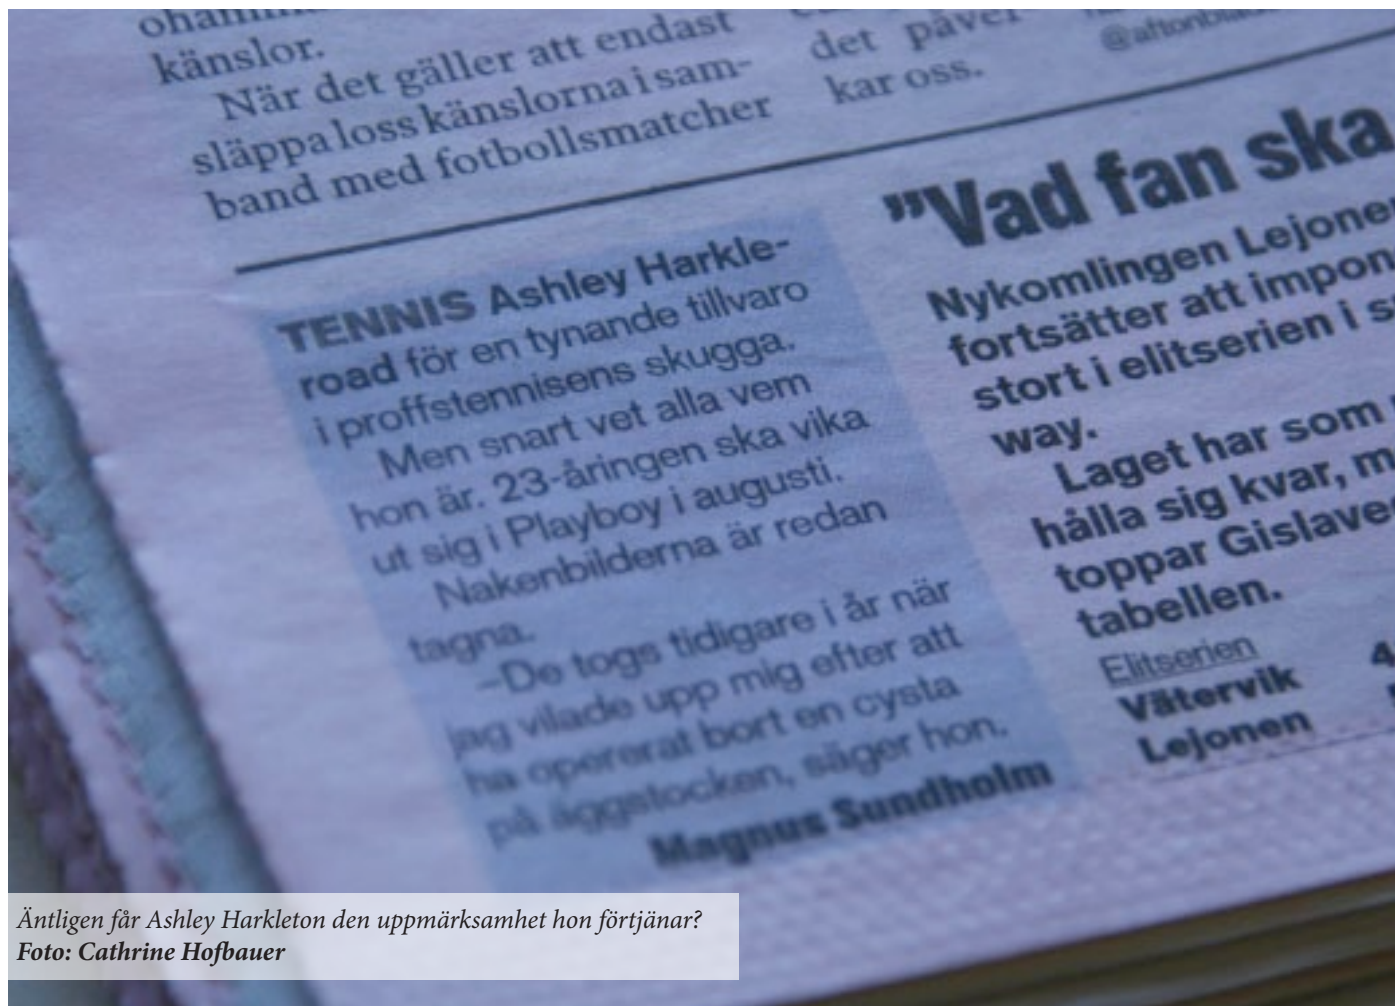 känslor.
När det gäller att endast
släppa loss känslorna i sam-
band med fotbollsmatcher
det påver
kar oss.
TENNIS Ashley Harkle-
road för en tynande tillvaro
i proffstennisens skugga.
Men snart vet alla vem
hon är. 23-åringen ska vika
ut sig i Playboy i augusti.
Nakenbilderna är redan
tagna.
–De togs tidigare i år när
jag vilade upp mig efter att
ha opererat bort en cysta
på äggstocken, säger hon.
Magnus Sundholm
”Vad fan ska
Nykomlingen Lejone
fortsätter att impon
stort i elitserien i s
way.
Laget har som
hålla sig kvar, m
toppar Gislave
tabellen.
Elitserien
Vätervik 4
Lejonen
Äntligen får Ashley Harkleton den uppmärksamhet hon förtjänar?
Foto: Cathrine Hofbauer